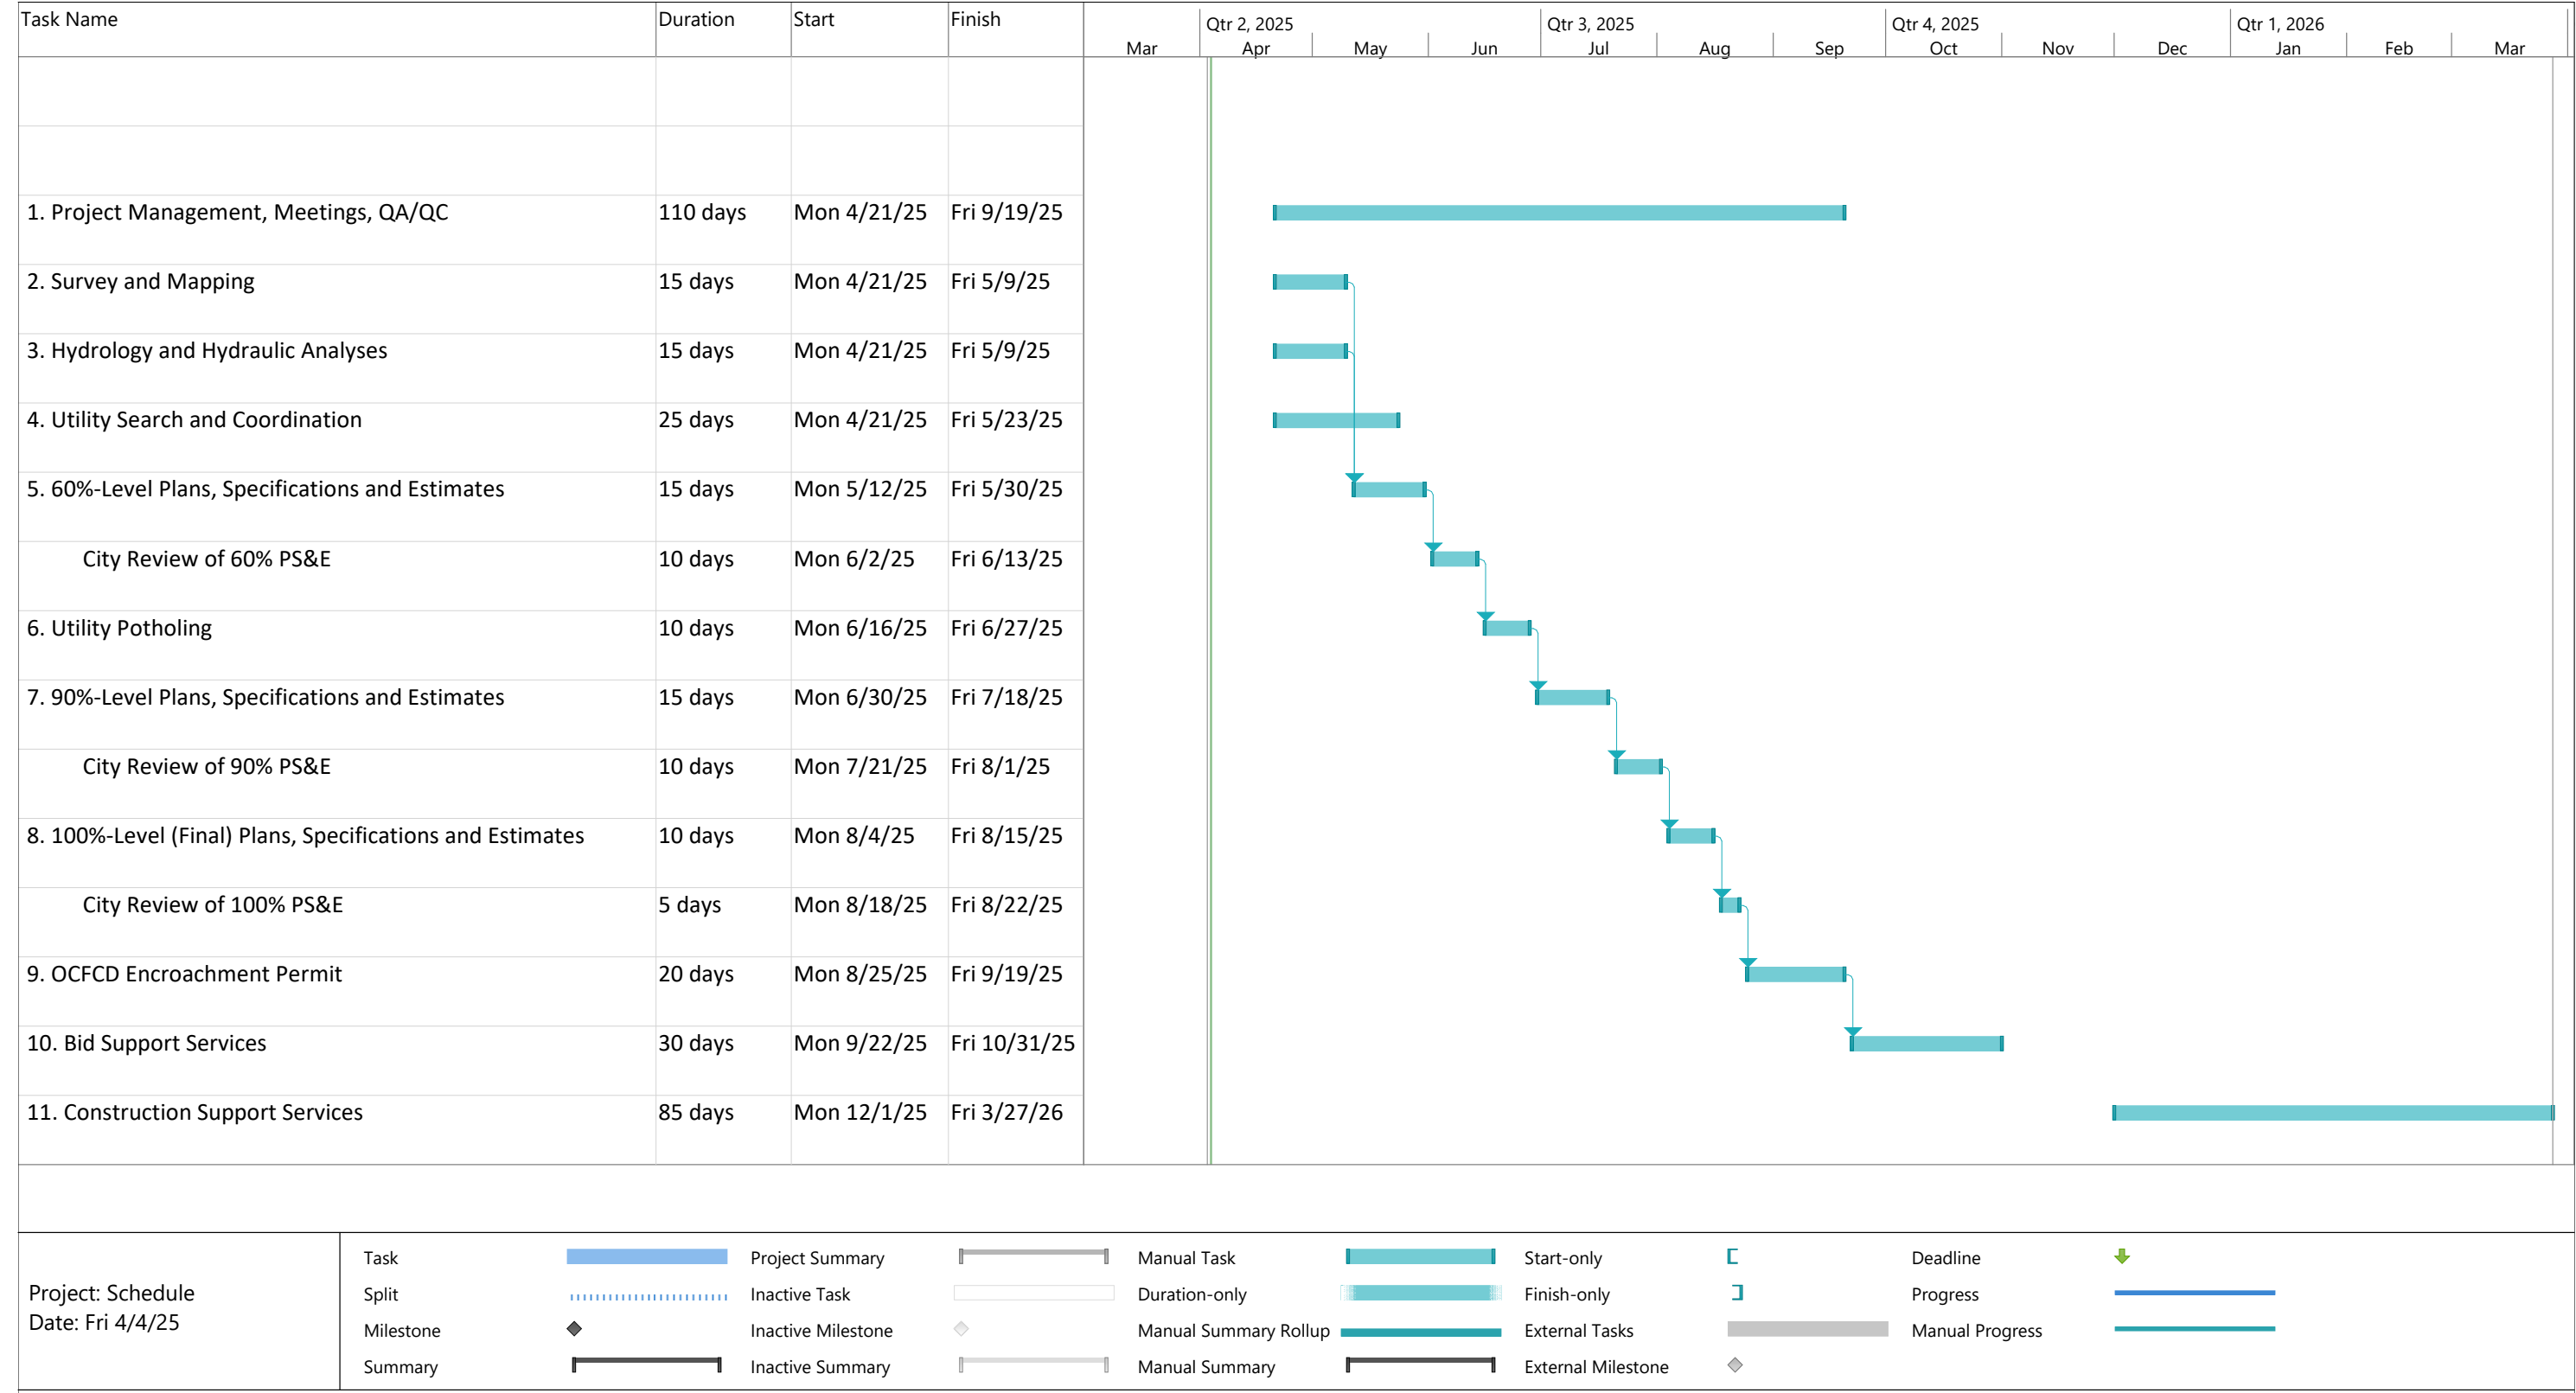 Task Name Duration Start Finish
Qtr 2, 2025 Qtr 3, 2025 Qtr 4, 2025 Qtr 1, 2026
Mar Apr May Jun Jul Aug Sep Oct Nov Dec Jan Feb Mar
1. Project Management, Meetings, QA/QC 110 days Mon 4/21/25 Fri 9/19/25
2. Survey and Mapping 15 days Mon 4/21/25 Fri 5/9/25
3. Hydrology and Hydraulic Analyses 15 days Mon 4/21/25 Fri 5/9/25
4. Utility Search and Coordination 25 days Mon 4/21/25 Fri 5/23/25
5. 60%-Level Plans, Specifications and Estimates 15 days Mon 5/12/25 Fri 5/30/25
City Review of 60% PS&E 10 days Mon 6/2/25 Fri 6/13/25
6. Utility Potholing 10 days Mon 6/16/25 Fri 6/27/25
7. 90%-Level Plans, Specifications and Estimates 15 days Mon 6/30/25 Fri 7/18/25
City Review of 90% PS&E 10 days Mon 7/21/25 Fri 8/1/25
8. 100%-Level (Final) Plans, Specifications and Estimates 10 days Mon 8/4/25 Fri 8/15/25
City Review of 100% PS&E 5 days Mon 8/18/25 Fri 8/22/25
9. OCFCD Encroachment Permit 20 days Mon 8/25/25 Fri 9/19/25
10. Bid Support Services 30 days Mon 9/22/25 Fri 10/31/25
11. Construction Support Services 85 days Mon 12/1/25 Fri 3/27/26
Project: Schedule
Date: Fri 4/4/25
Task Project Summary Manual Task Start-only Deadline
Split Inactive Task Duration-only Finish-only Progress
Milestone Inactive Milestone Manual Summary Rollup External Tasks Manual Progress
Summary Inactive Summary Manual Summary External Milestone